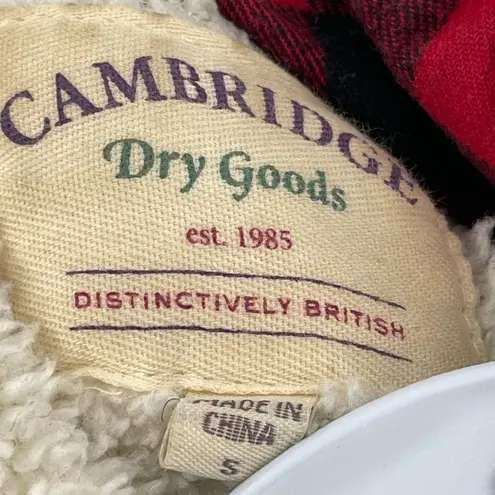 CAMBRIDGE
Dry Goods
est. 1985
DISTINCTIVELY BRITISH
MADE IN
CHINA
S